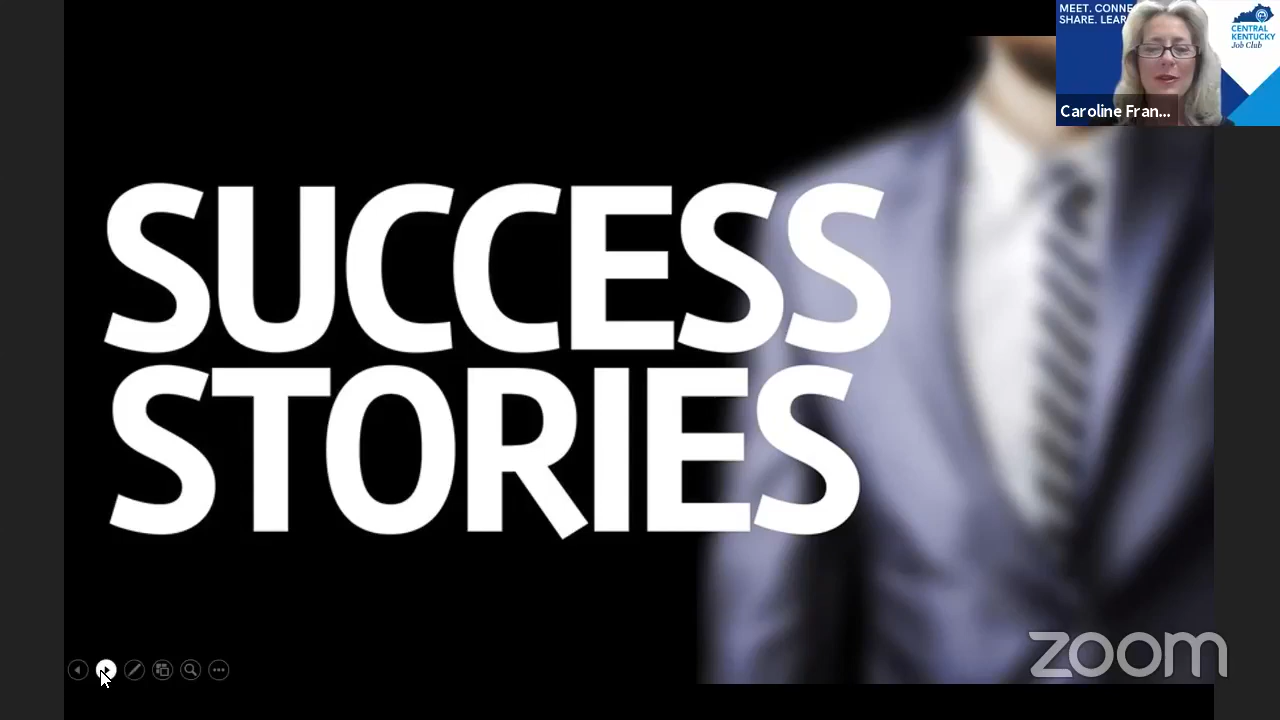 MEET. CONNE
SHARE. LEAR
CENTRAL
KENTUCKY
Job Club
Caroline Fran...
SUCCESS
STORIES
zoom